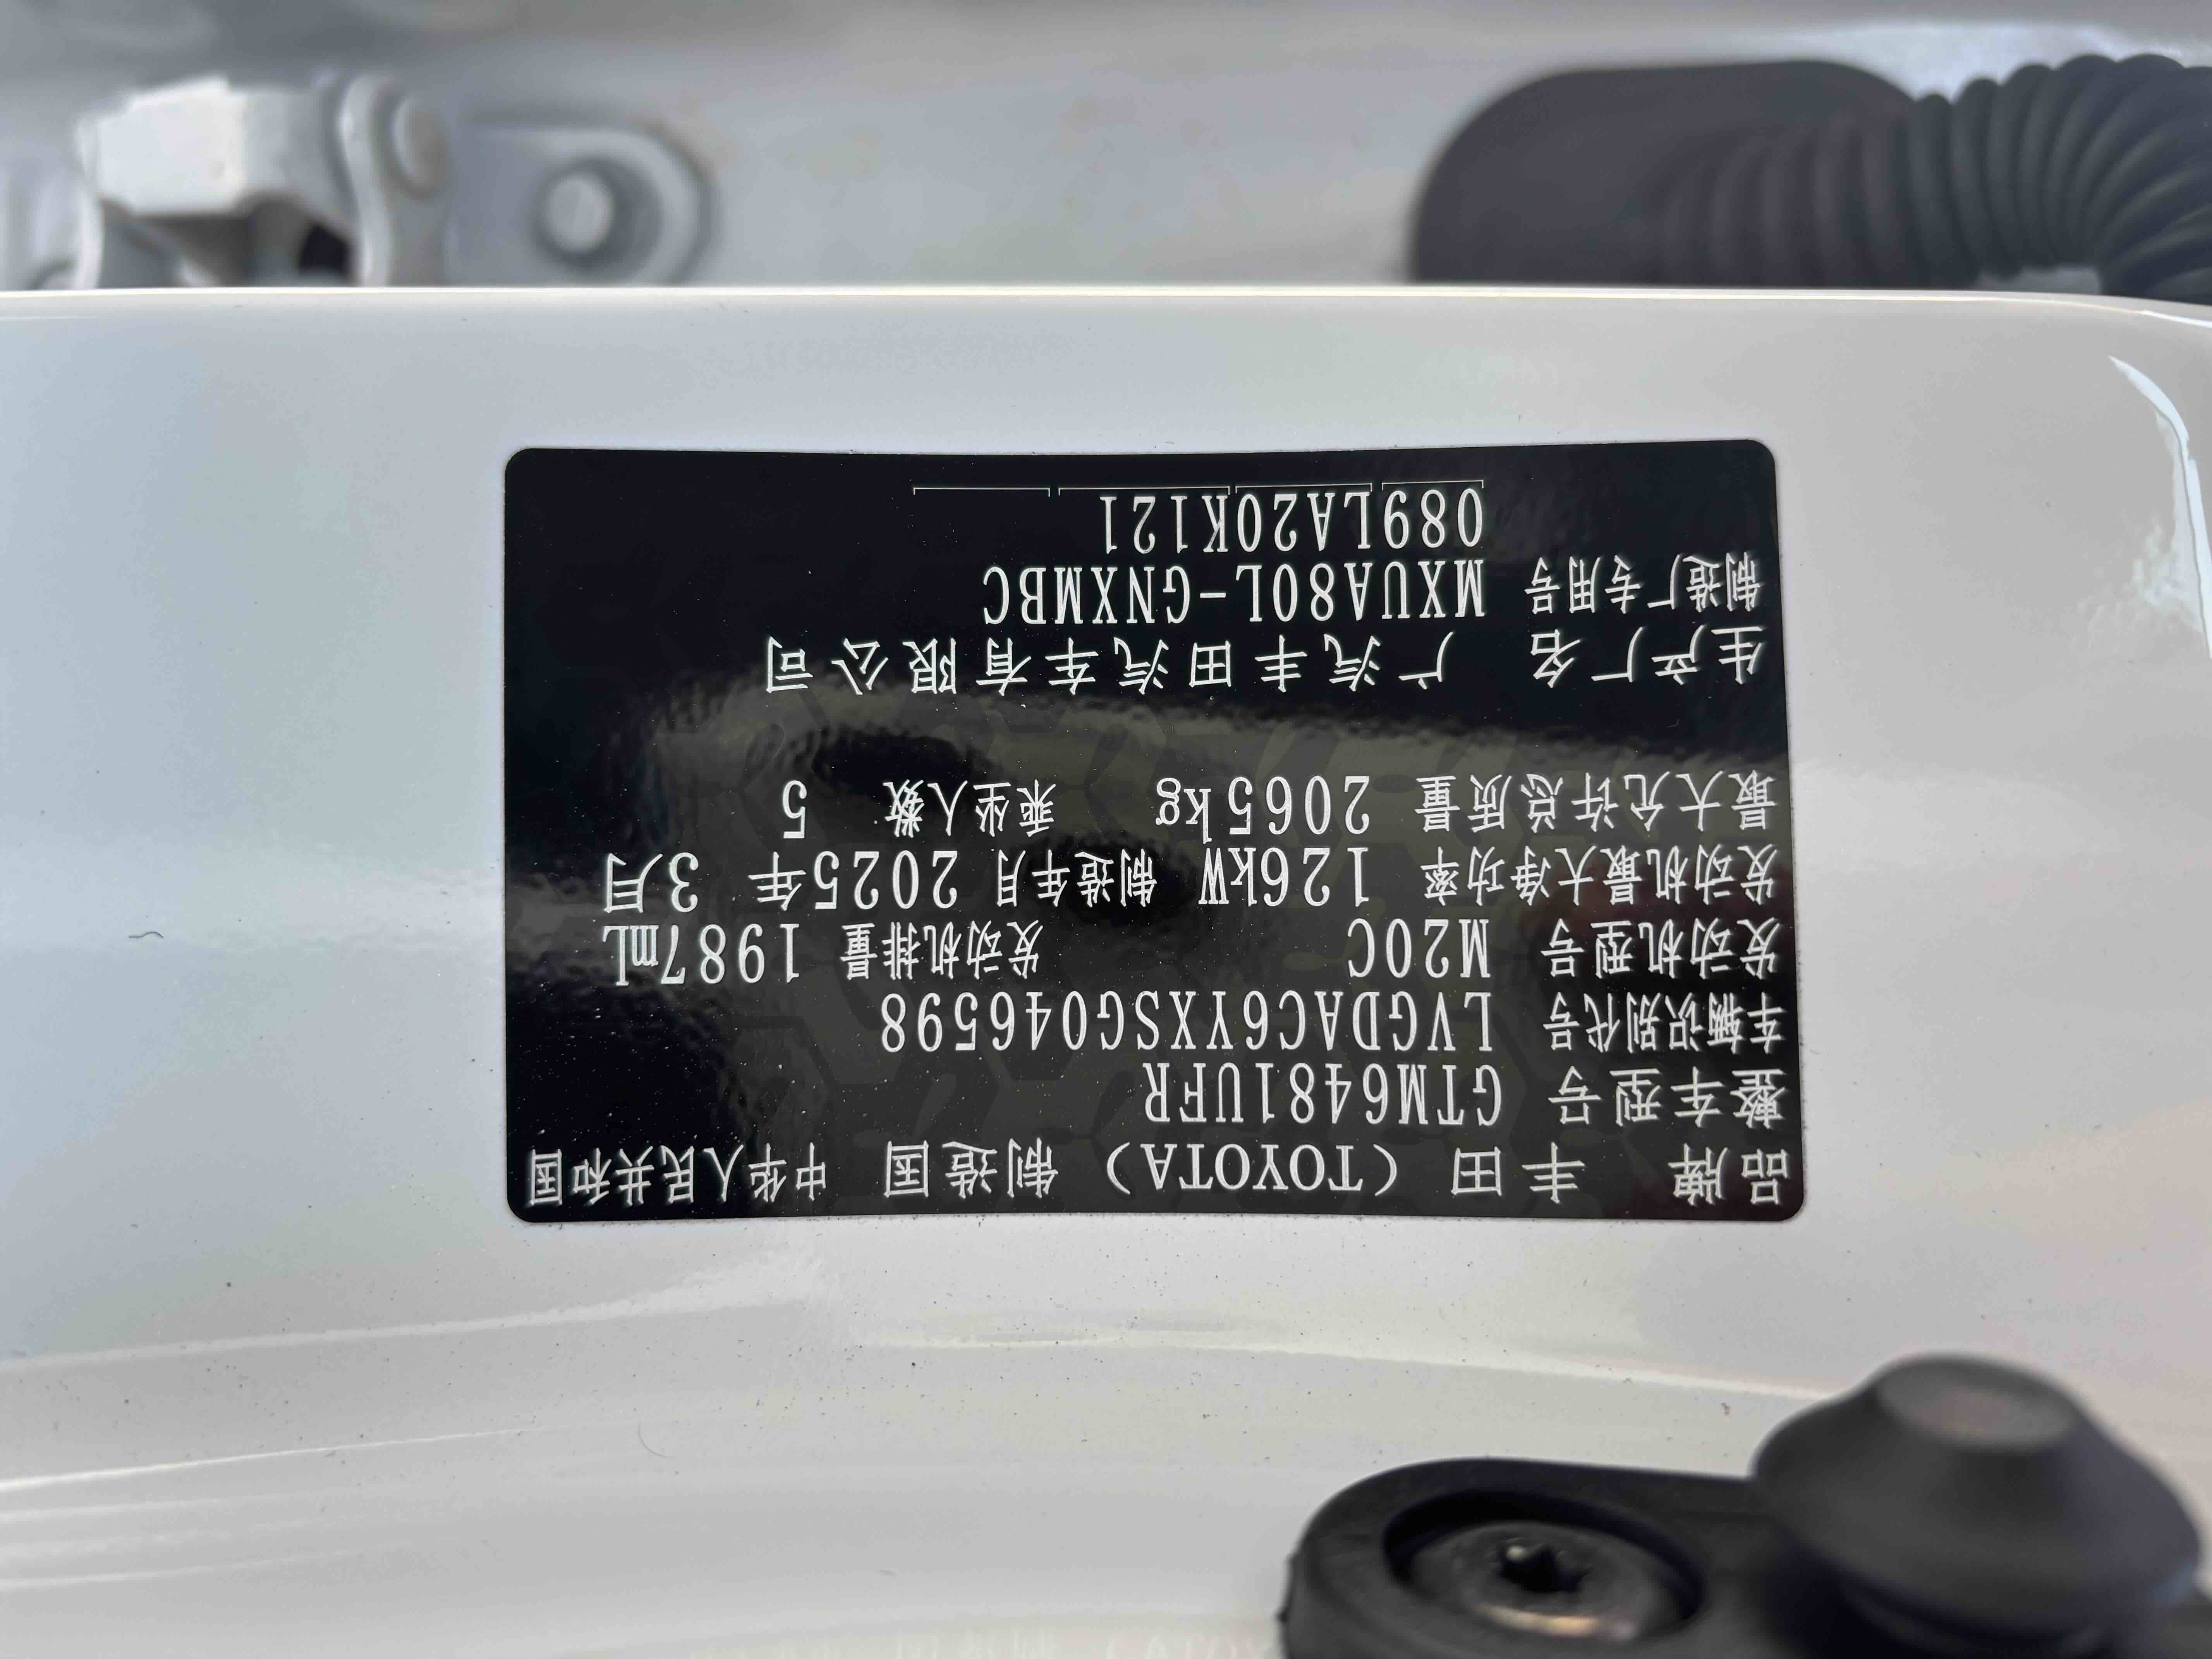 品牌 丰田（TOYOTA） 制造国 中华人民共和国
整车型号 GTM6481UFR
车辆识别代号 LVGDAC6YXSG046598
发动机型号 M20C 发动机排量 1987mL
发动机最大净功率 126kW 制造年月 2025年 3月
最大允许总质量 2065kg 乘坐人数 5
生产厂名 广汽丰田汽车有限公司
制造厂专用号 MXUA80L-GNXMBC
089LA20K121